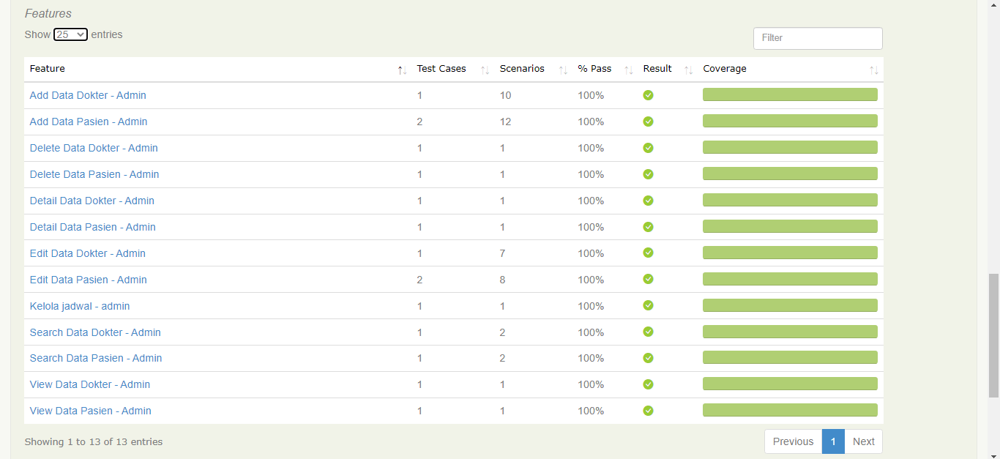 Features
Show 25 entries
Filter
Feature Test Cases Scenarios % Pass Result Coverage
Add Data Dokter - Admin 1 10 100%
Add Data Pasien - Admin 2 12 100%
Delete Data Dokter - Admin 1 1 100%
Delete Data Pasien - Admin 1 1 100%
Detail Data Dokter - Admin 1 1 100%
Detail Data Pasien - Admin 1 1 100%
Edit Data Dokter - Admin 1 7 100%
Edit Data Pasien - Admin 2 8 100%
Kelola jadwal - admin 1 1 100%
Search Data Dokter - Admin 1 2 100%
Search Data Pasien - Admin 1 2 100%
View Data Dokter - Admin 1 1 100%
View Data Pasien - Admin 1 1 100%
Showing 1 to 13 of 13 entries
Previous 1 Next